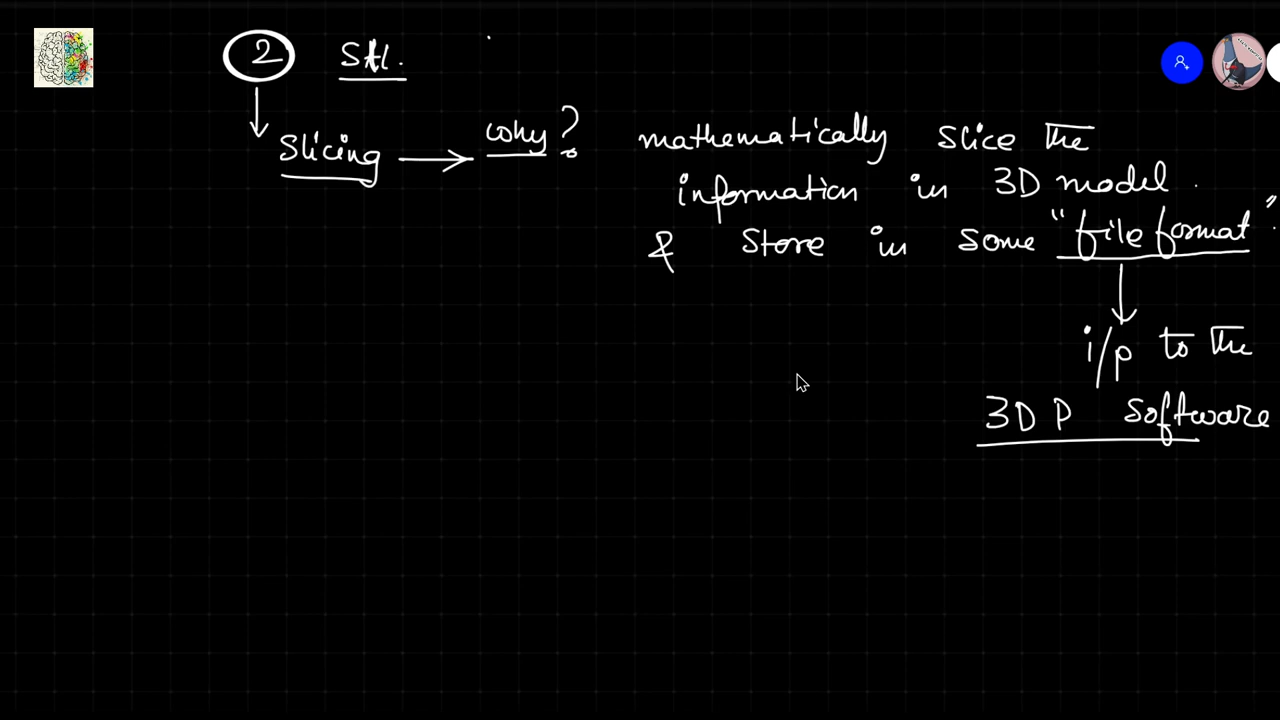 2 Stl.
Slicing → why? mathematically slice the
information in 3D model.
& store in some "file format".
i/p to the
3DP software